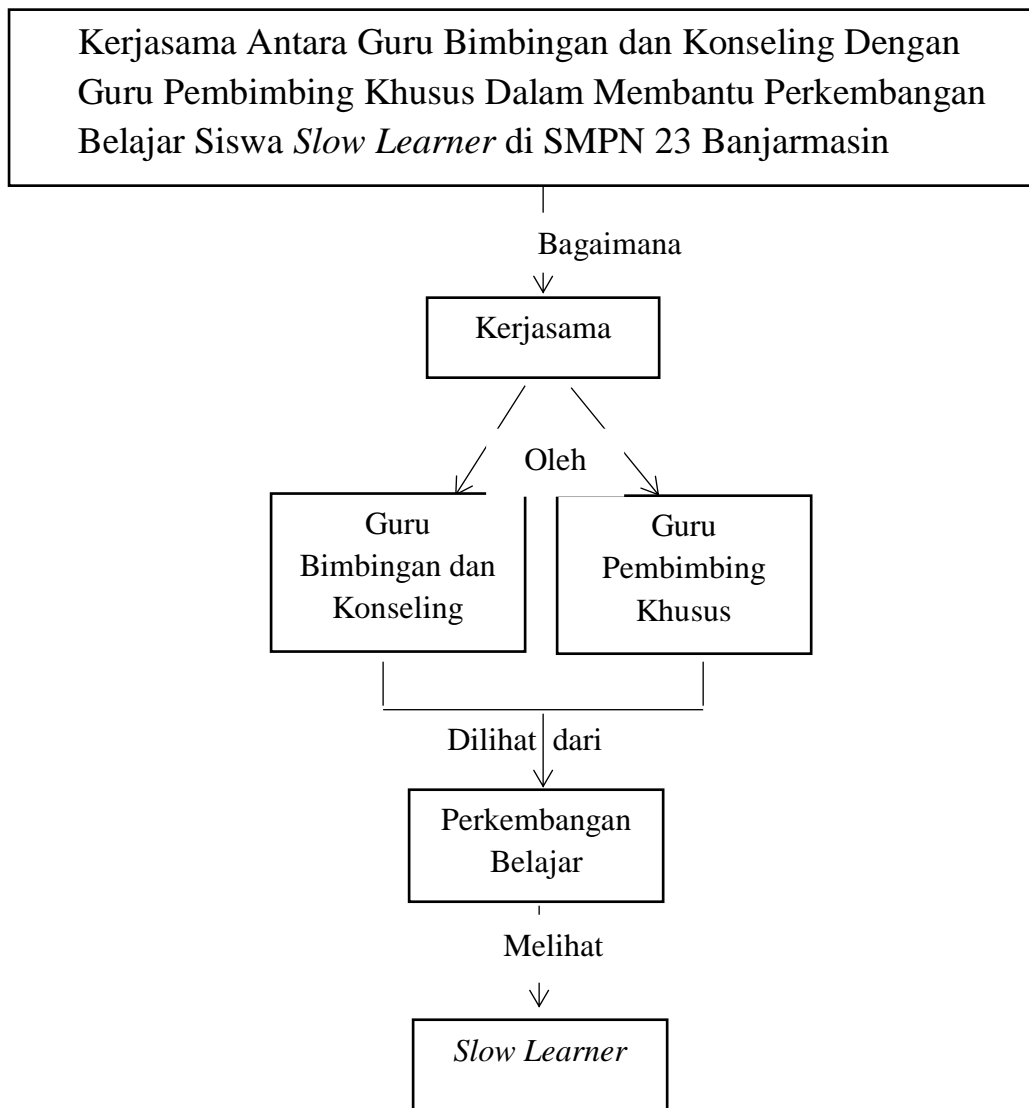 Kerjasama Antara Guru Bimbingan dan Konseling Dengan
Guru Pembimbing Khusus Dalam Membantu Perkembangan
Belajar Siswa Slow Learner di SMPN 23 Banjarmasin
Bagaimana
Kerjasama
Oleh
Guru
Bimbingan dan
Konseling
Guru
Pembimbing
Khusus
Dilihat dari
Perkembangan
Belajar
Melihat
Slow Learner